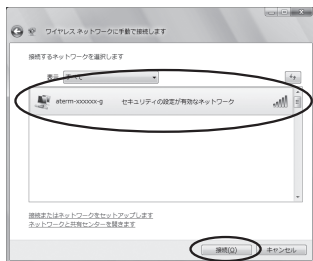 ワイヤレス ネットワークに手動で接続します
接続するネットワークを選択します
表示 すべて
aterm-xxxxxx-g セキュリティの設定が有効なネットワーク
接続またはネットワークをセットアップします
ネットワークと共有センターを開きます
接続(O) キャンセル